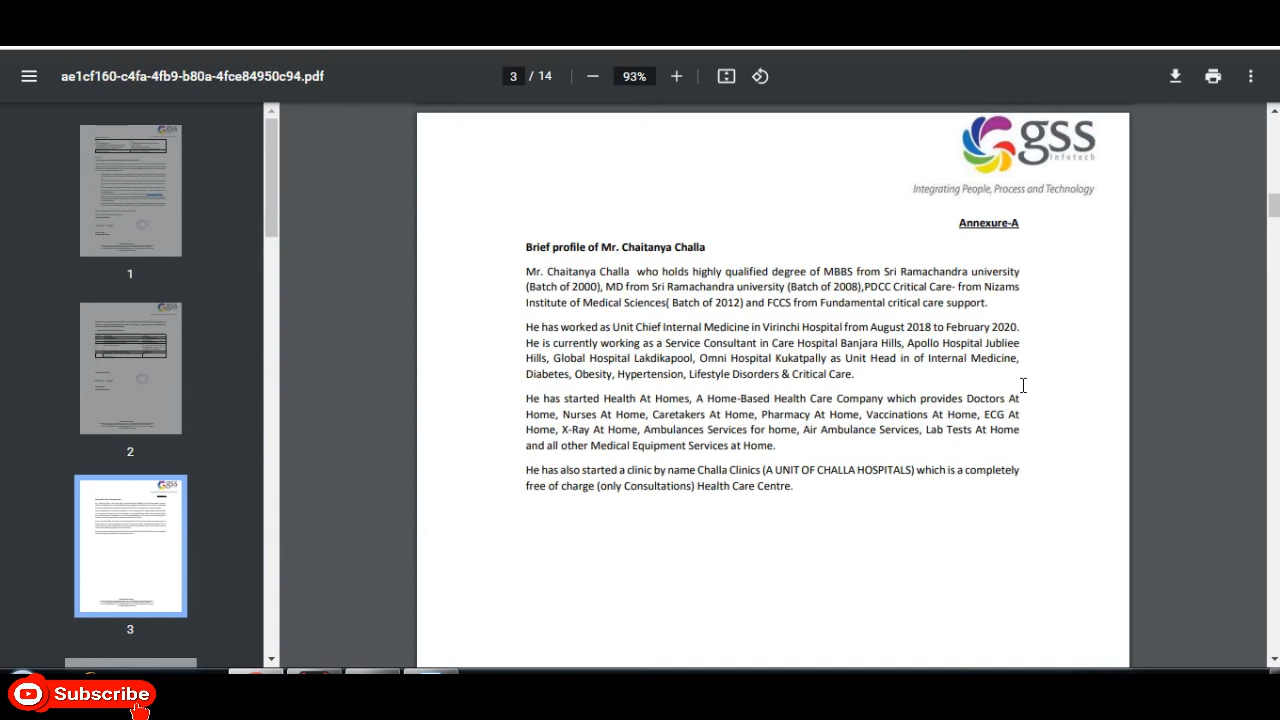 ae1cf160-c4fa-4fb9-b80a-4fce84950c94.pdf
3 / 14
93%
gss
infotech
Integrating People, Process and Technology
Annexure-A
Brief profile of Mr. Chaitanya Challa
Mr. Chaitanya Challa who holds highly qualified degree of MBBS from Sri Ramachandra university
(Batch of 2000), MD from Sri Ramachandra university (Batch of 2008),PDCC Critical Care- from Nizams
Institute of Medical Sciences( Batch of 2012) and FCCS from Fundamental critical care support.
He has worked as Unit Chief Internal Medicine in Virinchi Hospital from August 2018 to February 2020.
He is currently working as a Service Consultant in Care Hospital Banjara Hills, Apollo Hospital Jubliee
Hills, Global Hospital Lakdikapool, Omni Hospital Kukatpally as Unit Head in of Internal Medicine,
Diabetes, Obesity, Hypertension, Lifestyle Disorders & Critical Care.
He has started Health At Homes, A Home-Based Health Care Company which provides Doctors At
Home, Nurses At Home, Caretakers At Home, Pharmacy At Home, Vaccinations At Home, ECG At
Home, X-Ray At Home, Ambulances Services for home, Air Ambulance Services, Lab Tests At Home
and all other Medical Equipment Services at Home.
He has also started a clinic by name Challa Clinics (A UNIT OF CHALLA HOSPITALS) which is a completely
free of charge (only Consultations) Health Care Centre.
1
2
3
Subscribe